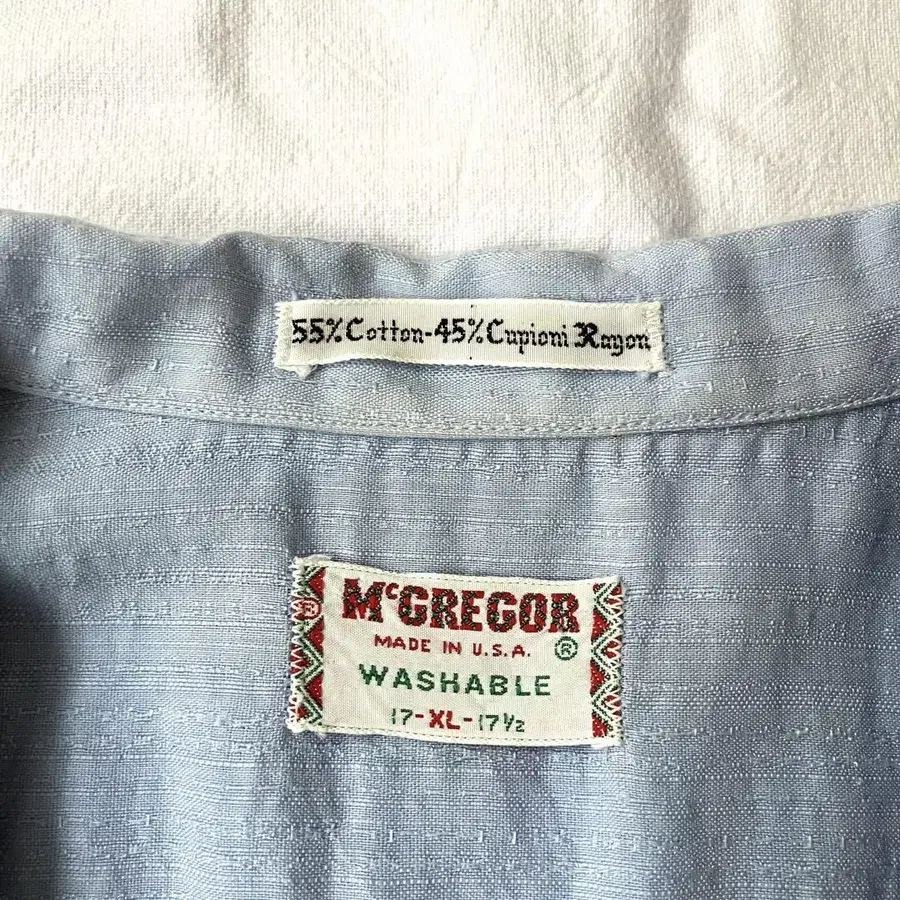 55% Cotton-45% Cupioni Rayon
McGREGOR
MADE IN U.S.A. ®
WASHABLE
17-XL-17½